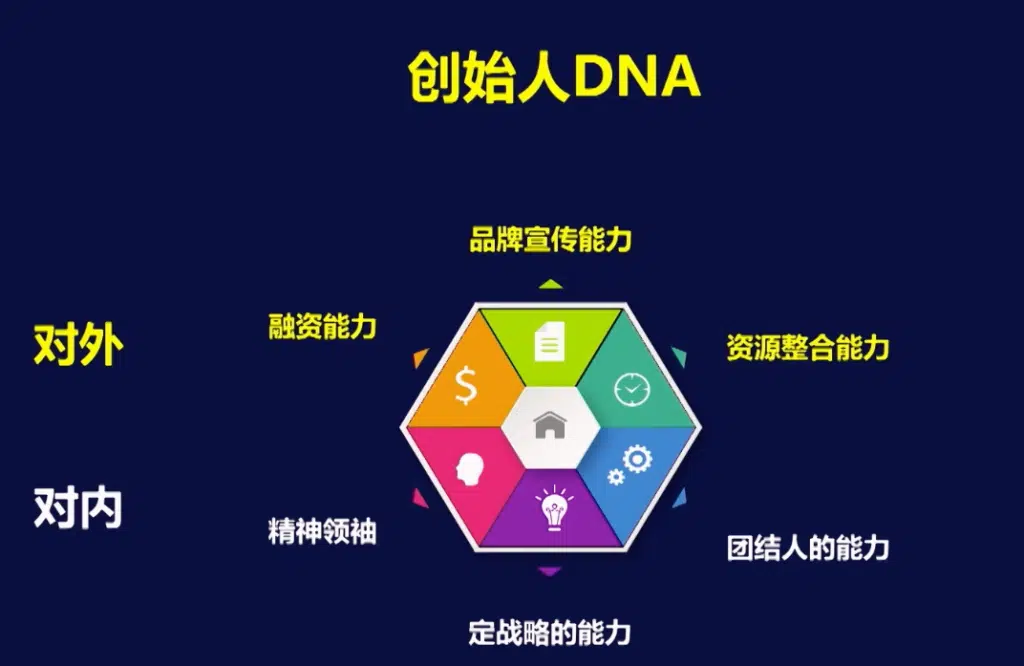 创始人DNA
品牌宣传能力
对外
融资能力
资源整合能力
对内
精神领袖
团结人的能力
定战略的能力